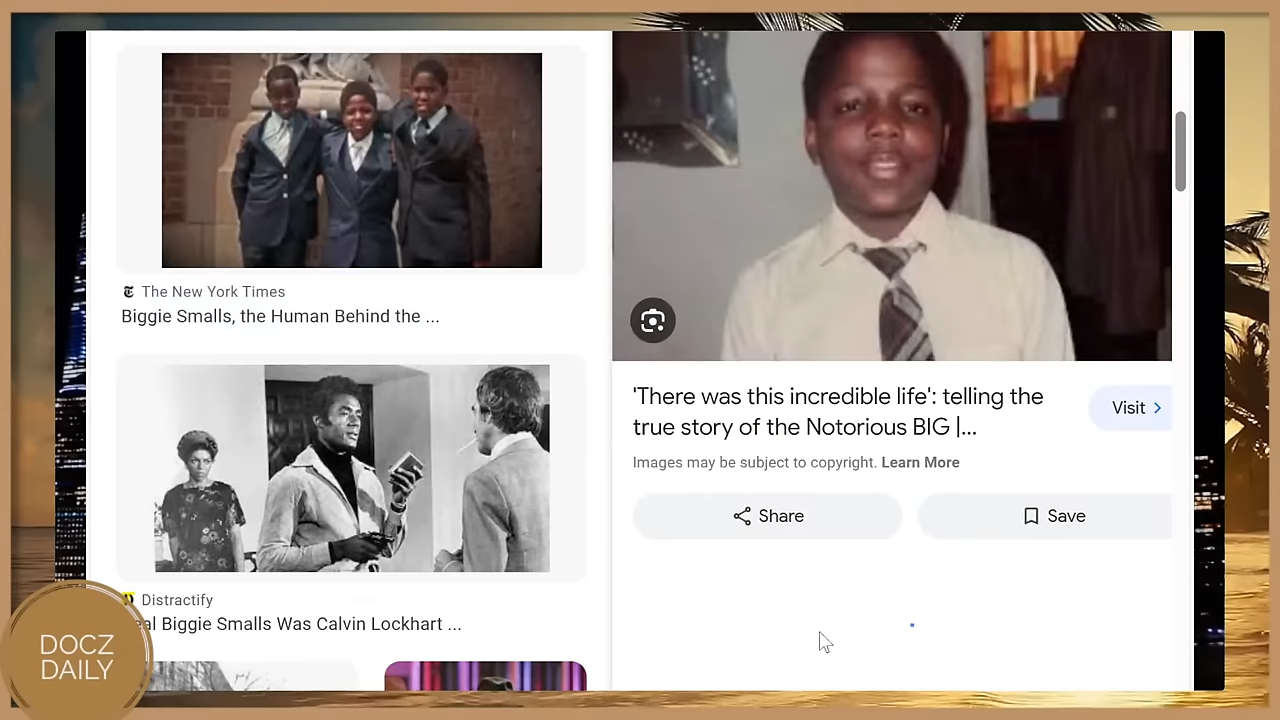 The New York Times
Biggie Smalls, the Human Behind the ...
Distractify
al Biggie Smalls Was Calvin Lockhart ...
'There was this incredible life': telling the
true story of the Notorious BIG |...
Visit
Images may be subject to copyright. Learn More
Share
Save
DOCZ
DAILY